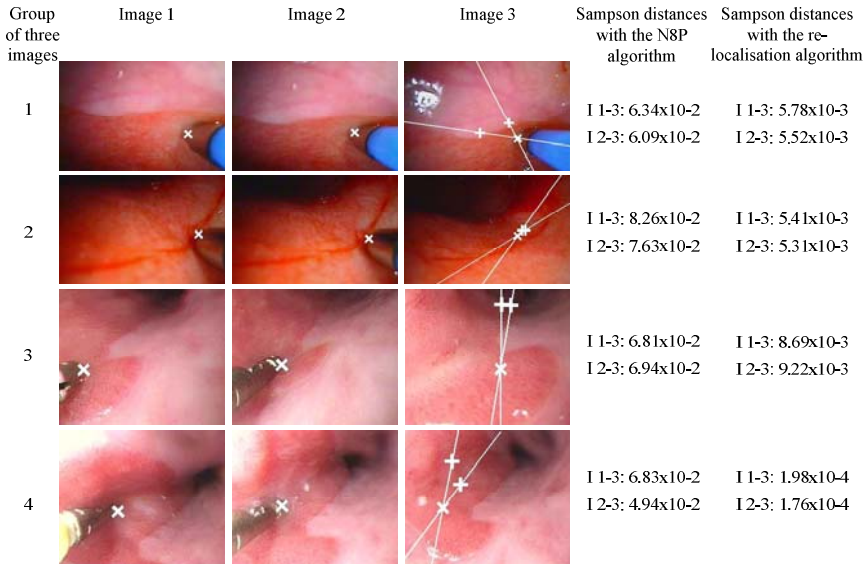 Group of three images
Image 1
Image 2
Image 3
Sampson distances with the N8P algorithm
Sampson distances with the re-localisation algorithm
1
I 1-3: 6.34x10-2
I 2-3: 6.09x10-2
I 1-3: 5.78x10-3
I 2-3: 5.52x10-3
2
I 1-3: 8.26x10-2
I 2-3: 7.63x10-2
I 1-3: 5.41x10-3
I 2-3: 5.31x10-3
3
I 1-3: 6.81x10-2
I 2-3: 6.94x10-2
I 1-3: 8.69x10-3
I 2-3: 9.22x10-3
4
I 1-3: 6.83x10-2
I 2-3: 4.94x10-2
I 1-3: 1.98x10-4
I 2-3: 1.76x10-4